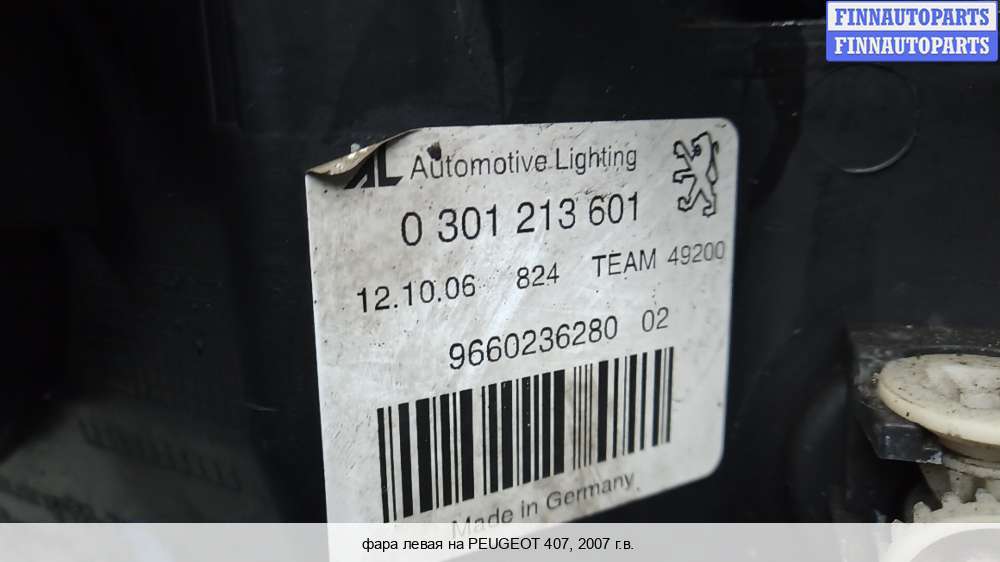 FINNAUTOPARTS
FINNAUTOPARTS
AL Automotive Lighting
0 301 213 601
12.10.06 824 TEAM 49200
9660236280 02
Made in Germany
фара левая на PEUGEOT 407, 2007 г.в.